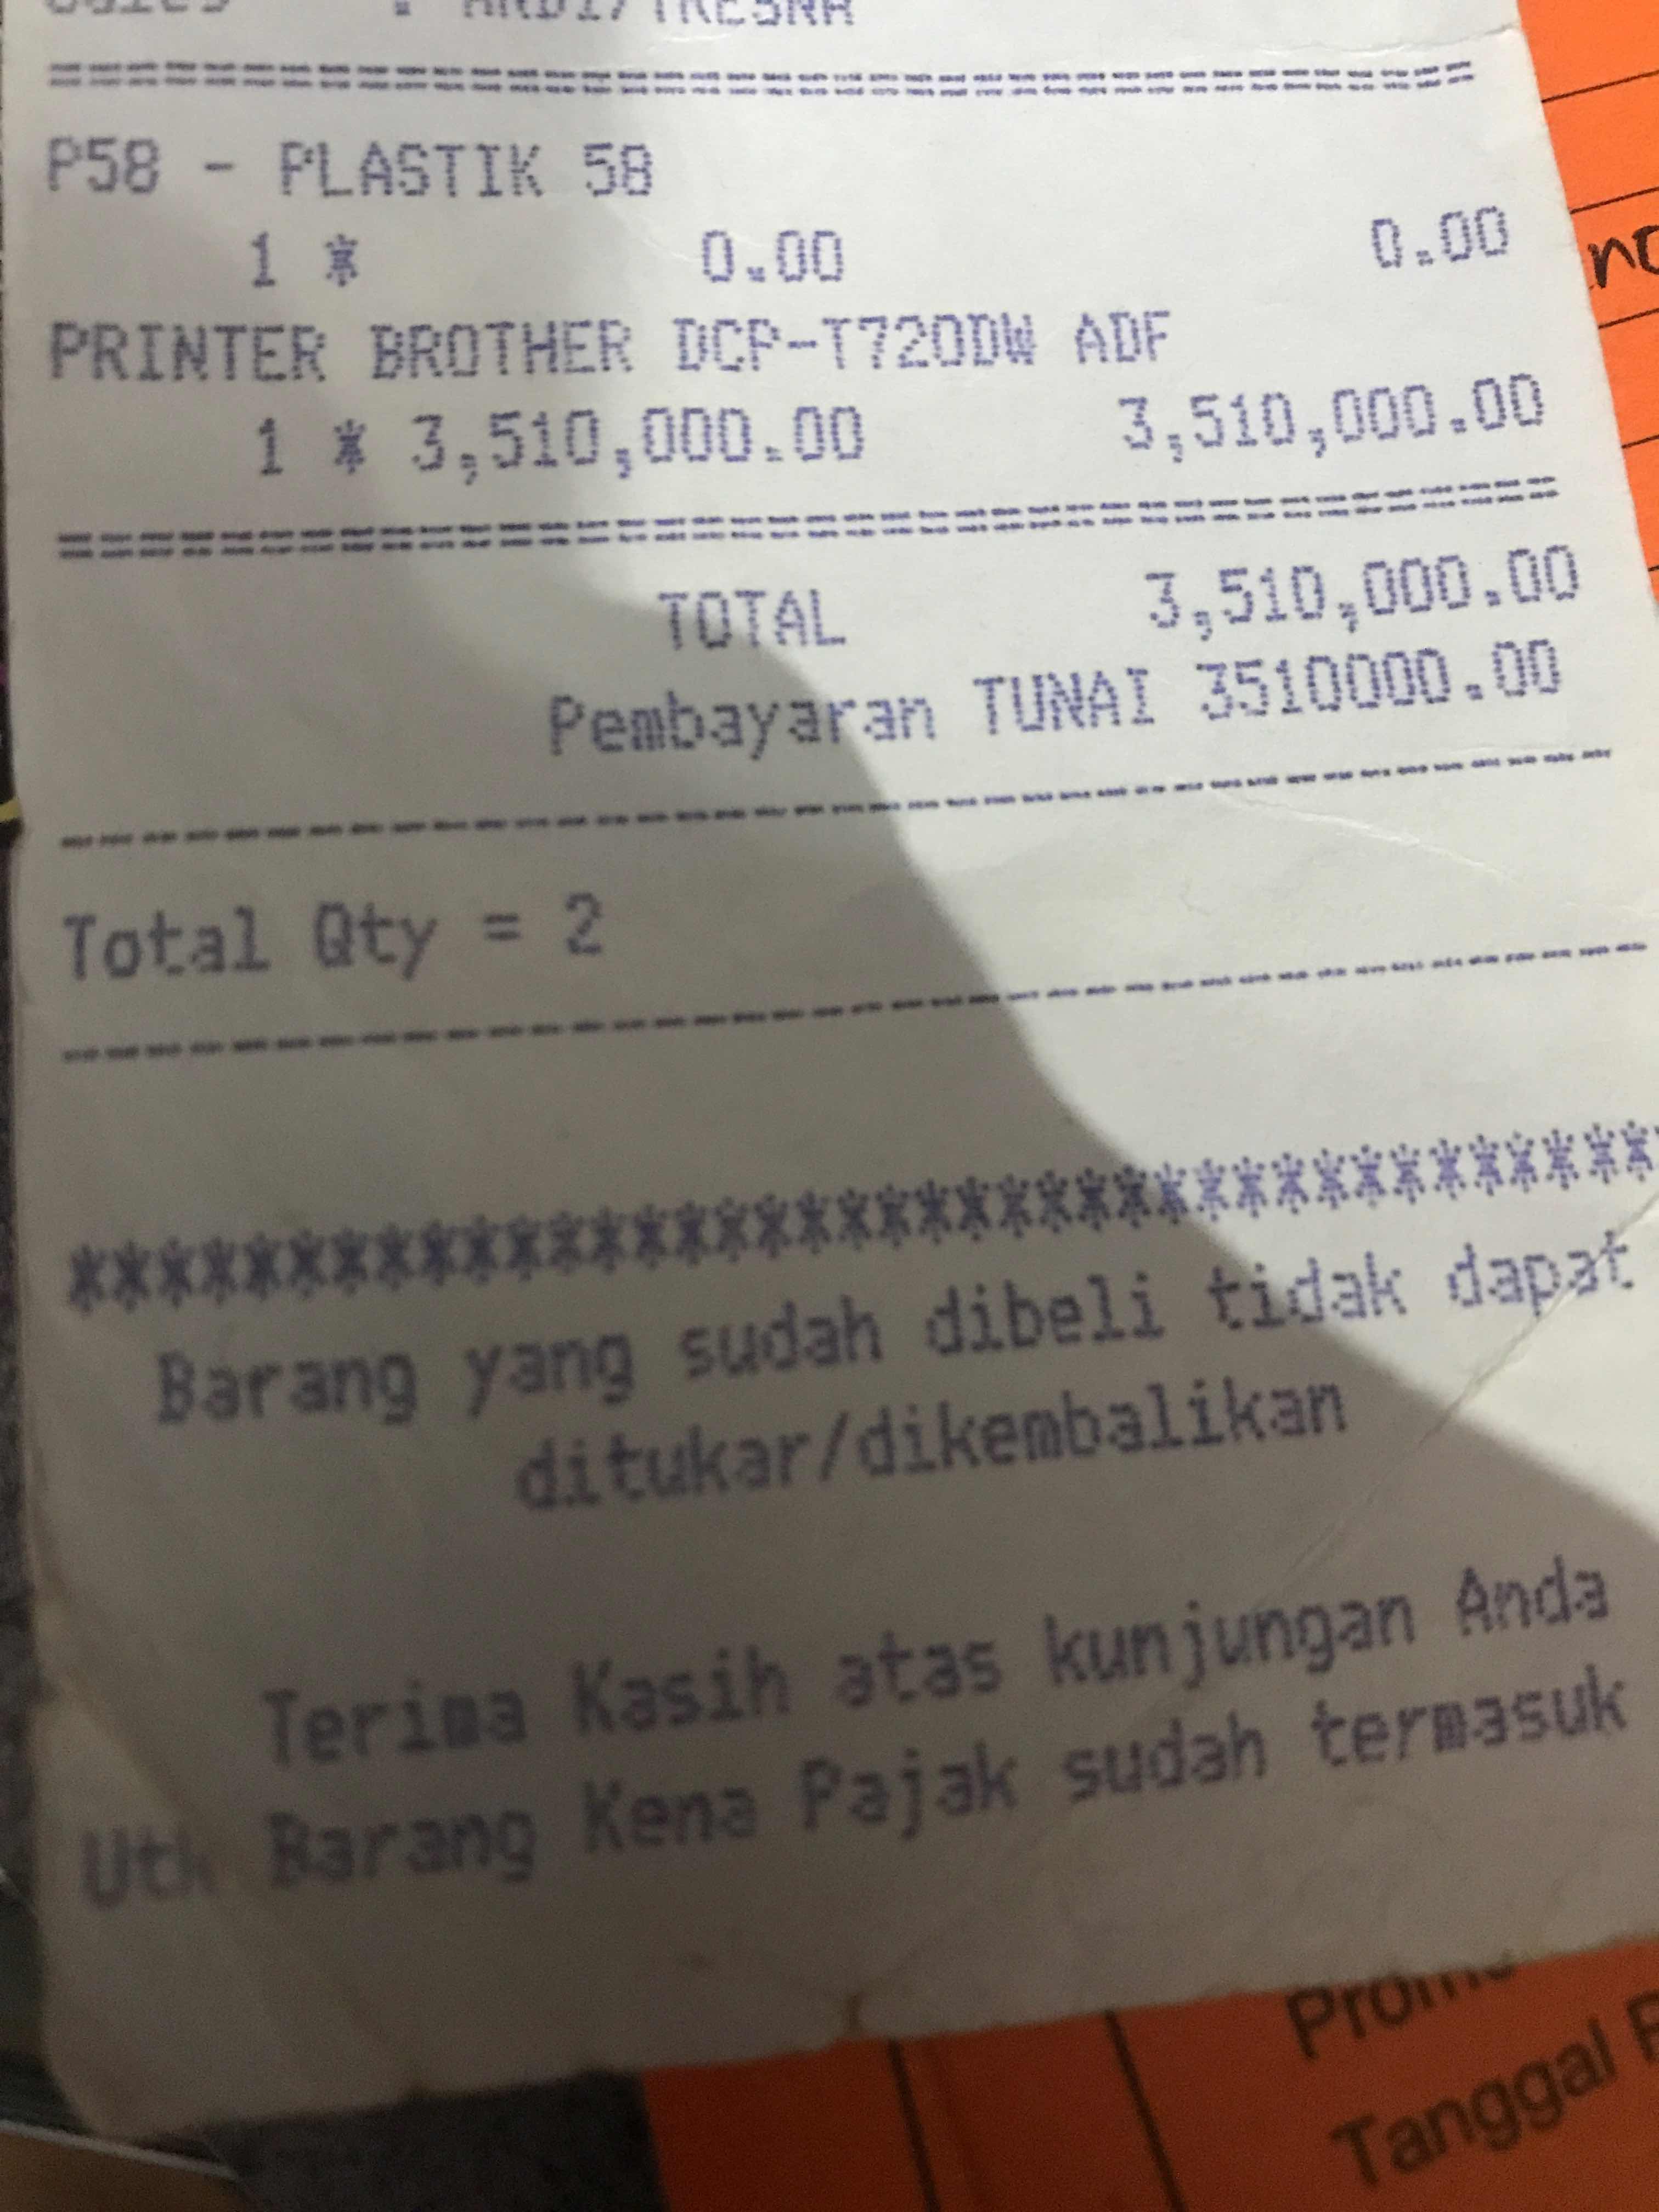 : ARDI/TRESNA
P58 - PLASTIK 58
1 * 0.00 0.00
PRINTER BROTHER DCP-T720DW ADF
1 * 3,510,000.00 3,510,000.00
TOTAL 3,510,000.00
Pembayaran TUNAI 3510000.00
Total Qty = 2
****************************************
Barang yang sudah dibeli tidak dapat
ditukar/dikembalikan
Terima Kasih atas kunjungan Anda
Utk Barang Kena Pajak sudah termasuk
Tanggal